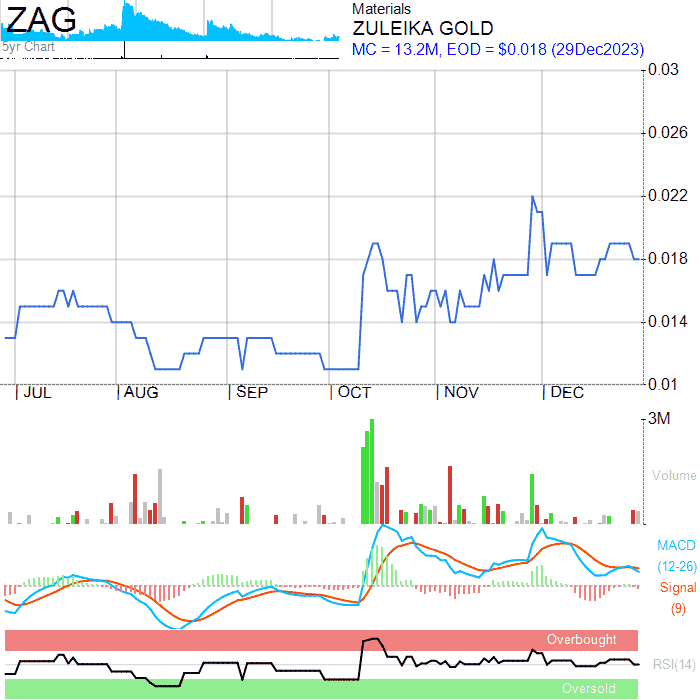 ZAG
5yr Chart
Materials
ZULEIKA GOLD
MC = 13.2M, EOD = $0.018 (29Dec2023)
0.03
0.026
0.022
0.018
0.014
0.01
JUL AUG SEP OCT NOV DEC
3M
Volume
MACD
(12-26)
Signal
(9)
Overbought
RSI(14)
Oversold